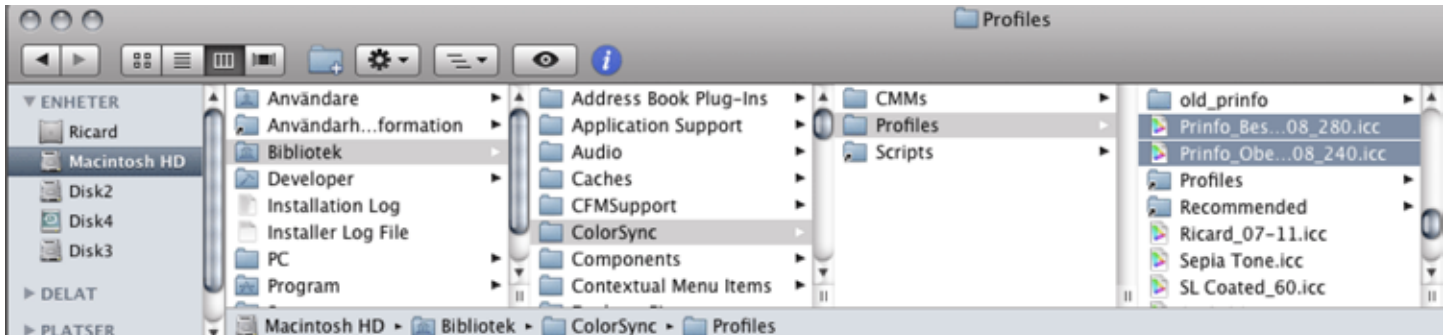 Profiles
ENHETER
Ricard
Macintosh HD
Disk2
Disk4
Disk3
DELAT
PLATSER
Användare
Användarh...formation
Bibliotek
Developer
Installation Log
Installer Log File
PC
Program
Address Book Plug-Ins
Application Support
Audio
Caches
CFMSupport
ColorSync
Components
Contextual Menu Items
CMMs
Profiles
Scripts
old_prinfo
Prinfo_Bes...08_280.icc
Prinfo_Obe...08_240.icc
Profiles
Recommended
Ricard_07-11.icc
Sepia Tone.icc
SL Coated_60.icc
Macintosh HD ▸ Bibliotek ▸ ColorSync ▸ Profiles